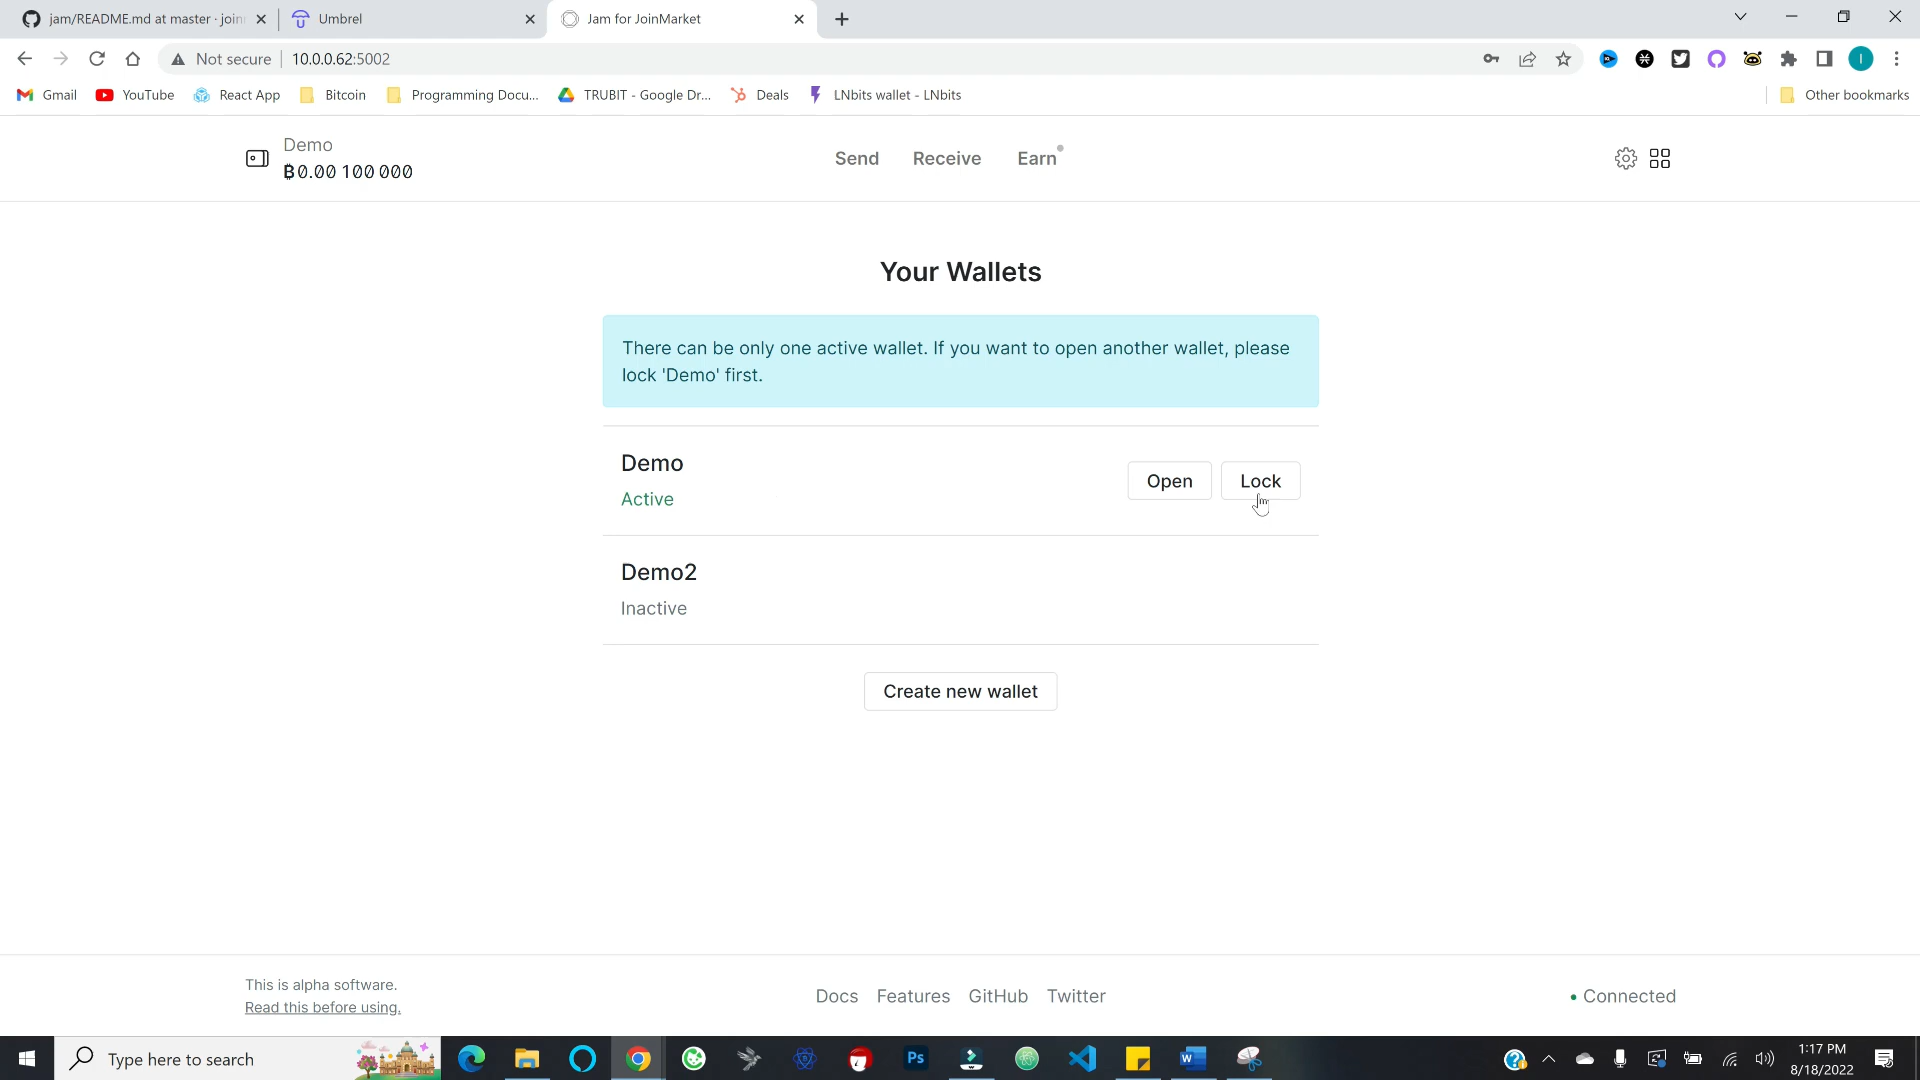 jam/README.md at master · join
Umbrel
Jam for JoinMarket
Not secure
10.0.0.62:5002
Gmail
YouTube
React App
Bitcoin
Programming Docu...
TRUBIT - Google Dr...
Deals
LNbits wallet - LNbits
Other bookmarks
Demo
₿0.00 100 000
Send
Receive
Earn
Your Wallets
There can be only one active wallet. If you want to open another wallet, please
lock 'Demo' first.
Demo
Active
Open
Lock
Demo2
Inactive
Create new wallet
This is alpha software.
Read this before using.
Docs
Features
GitHub
Twitter
Connected
Type here to search
Ps
1:17 PM
8/18/2022